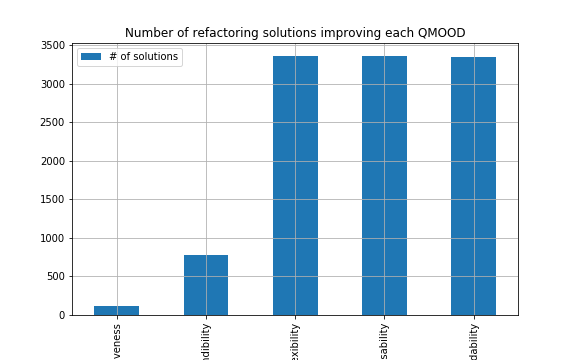 Number of refactoring solutions improving each QMOOD
# of solutions
3500
3000
2500
2000
1500
1000
500
0
veness
ndibility
exibility
sability
dability